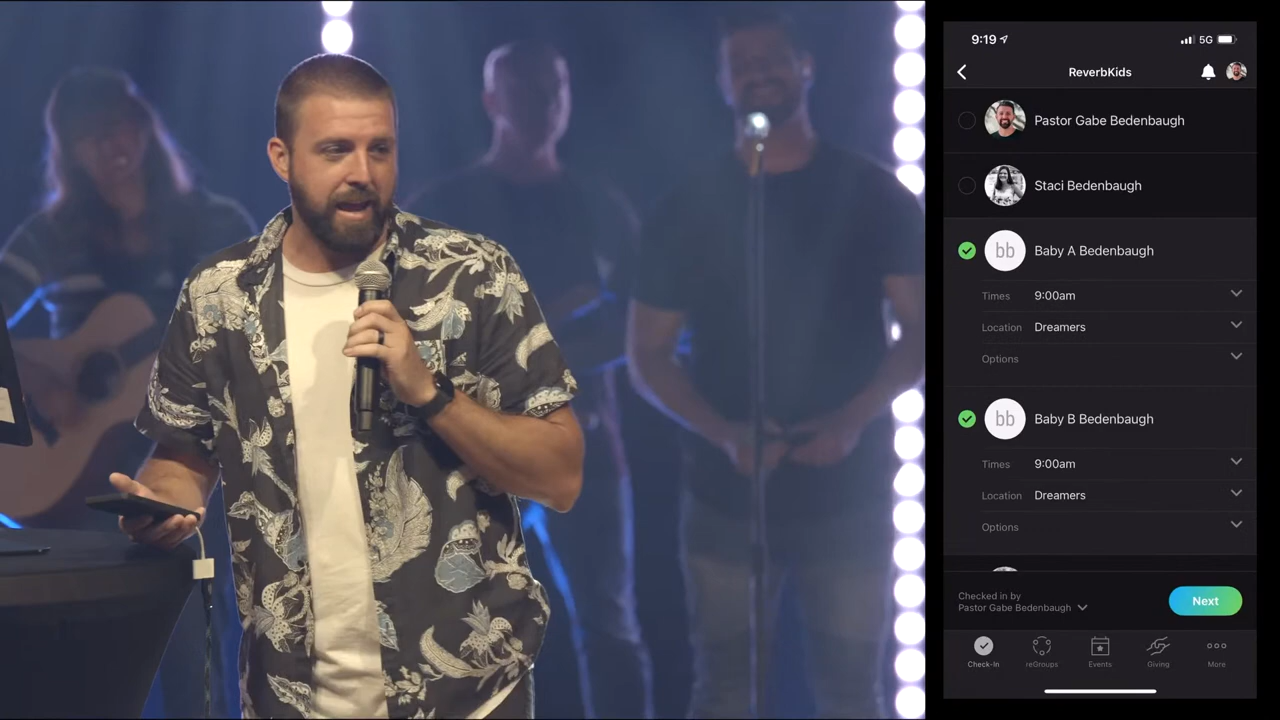 9:19
5G
ReverbKids
Pastor Gabe Bedenbaugh
Staci Bedenbaugh
bb
Baby A Bedenbaugh
Times 9:00am
Location Dreamers
Options
bb
Baby B Bedenbaugh
Times 9:00am
Location Dreamers
Options
Checked in by
Pastor Gabe Bedenbaugh
Next
Check-In reGroups Events Giving More